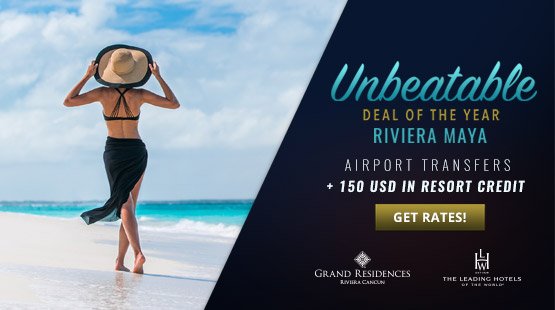 Unbeatable
DEAL OF THE YEAR
RIVIERA MAYA
AIRPORT TRANSFERS
+ 150 USD IN RESORT CREDIT
GET RATES!
GRAND RESIDENCES
RIVIERA CANCUN
THE LEADING HOTELS
OF THE WORLD®